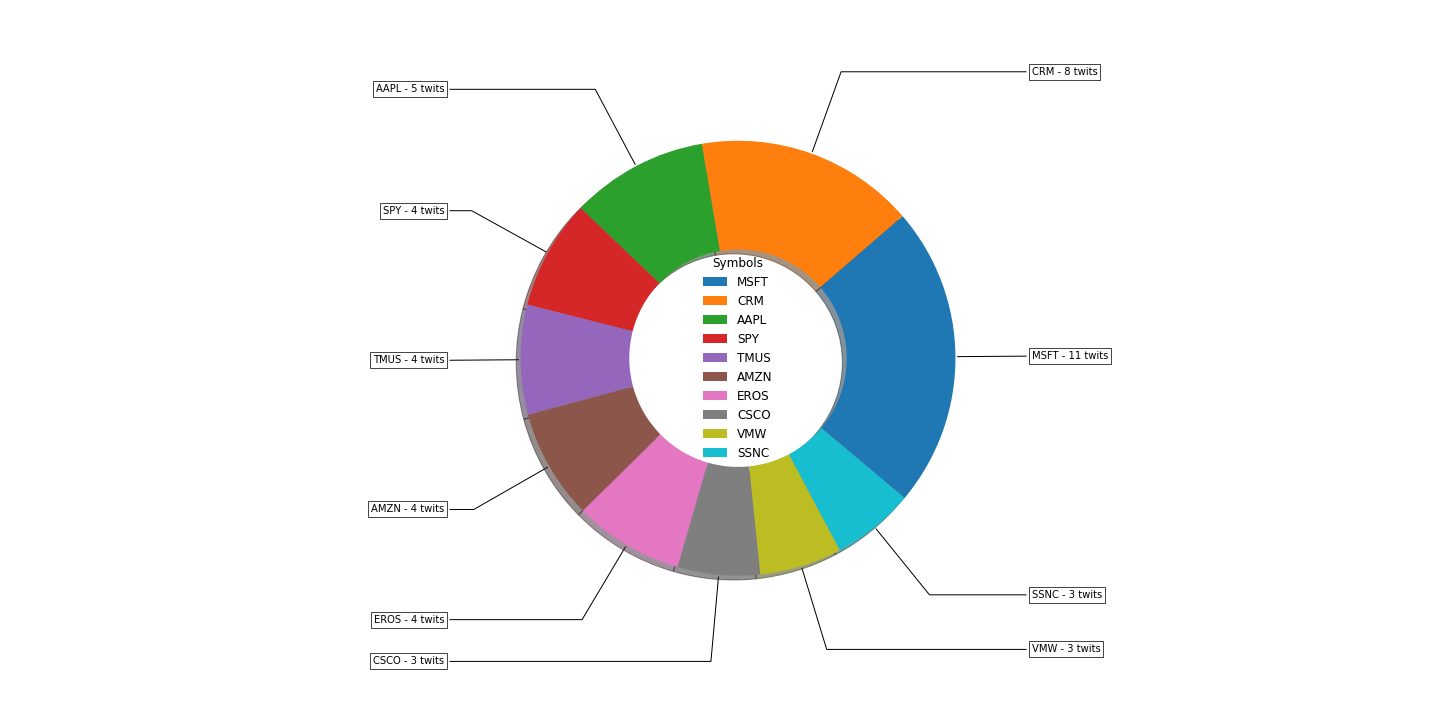 CRM - 8 twits
AAPL - 5 twits
SPY - 4 twits
Symbols
MSFT
CRM
AAPL
SPY
TMUS
AMZN
EROS
CSCO
VMW
SSNC
MSFT - 11 twits
TMUS - 4 twits
AMZN - 4 twits
SSNC - 3 twits
EROS - 4 twits
VMW - 3 twits
CSCO - 3 twits